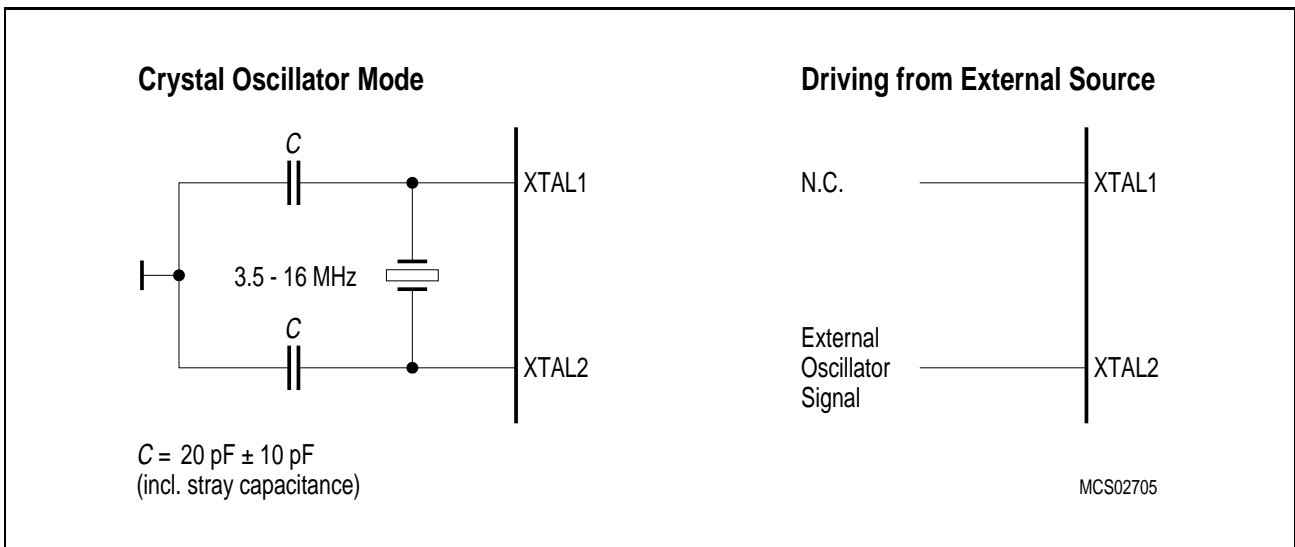 Crystal Oscillator Mode
C
XTAL1
3.5 - 16 MHz
C
XTAL2
C = 20 pF ± 10 pF
(incl. stray capacitance)
Driving from External Source
N.C.
XTAL1
External
Oscillator
Signal
XTAL2
MCS02705